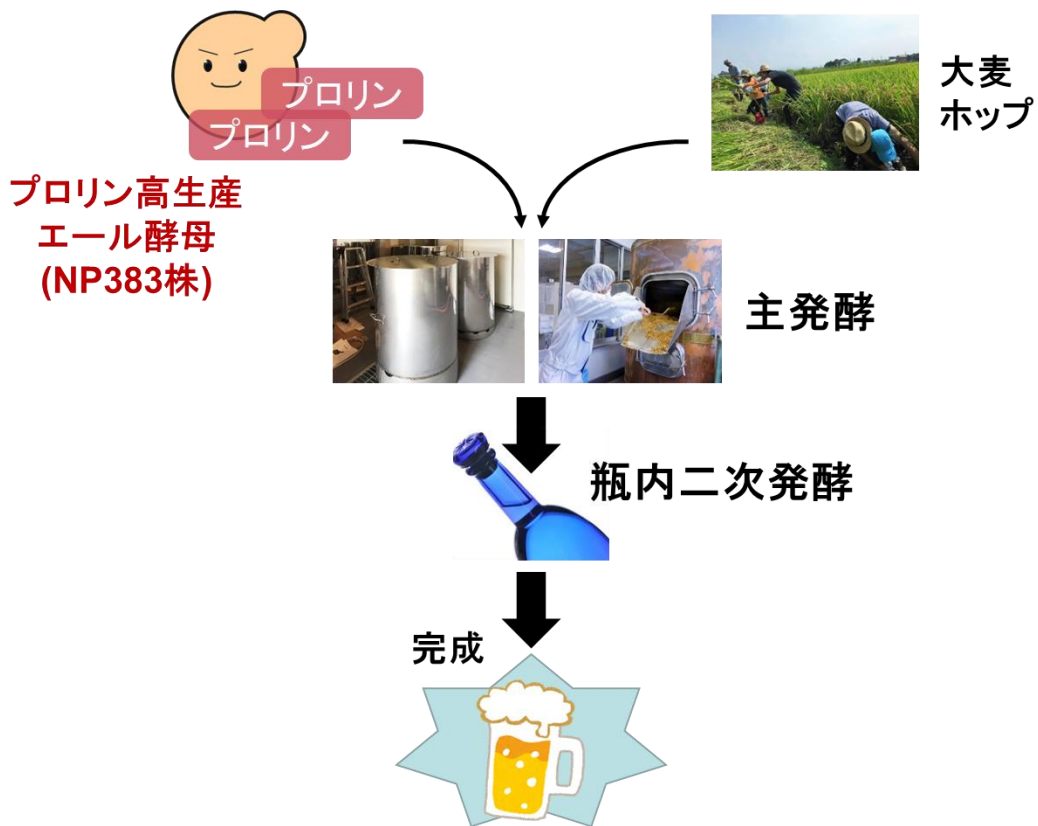 プロリン
プロリン
プロリン高生産
エール酵母
(NP383株)
大麦
ホップ
主発酵
瓶内二次発酵
完成